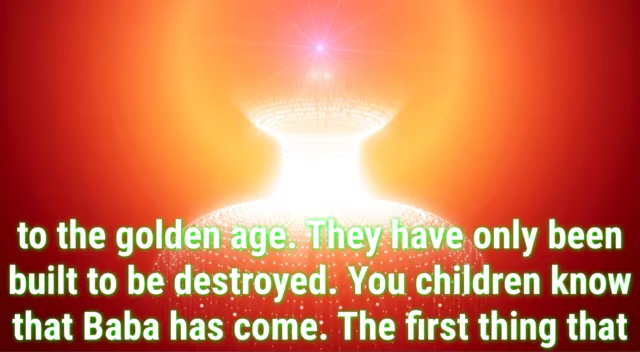 to the golden age. They have only been
built to be destroyed. You children know
that Baba has come. The first thing that